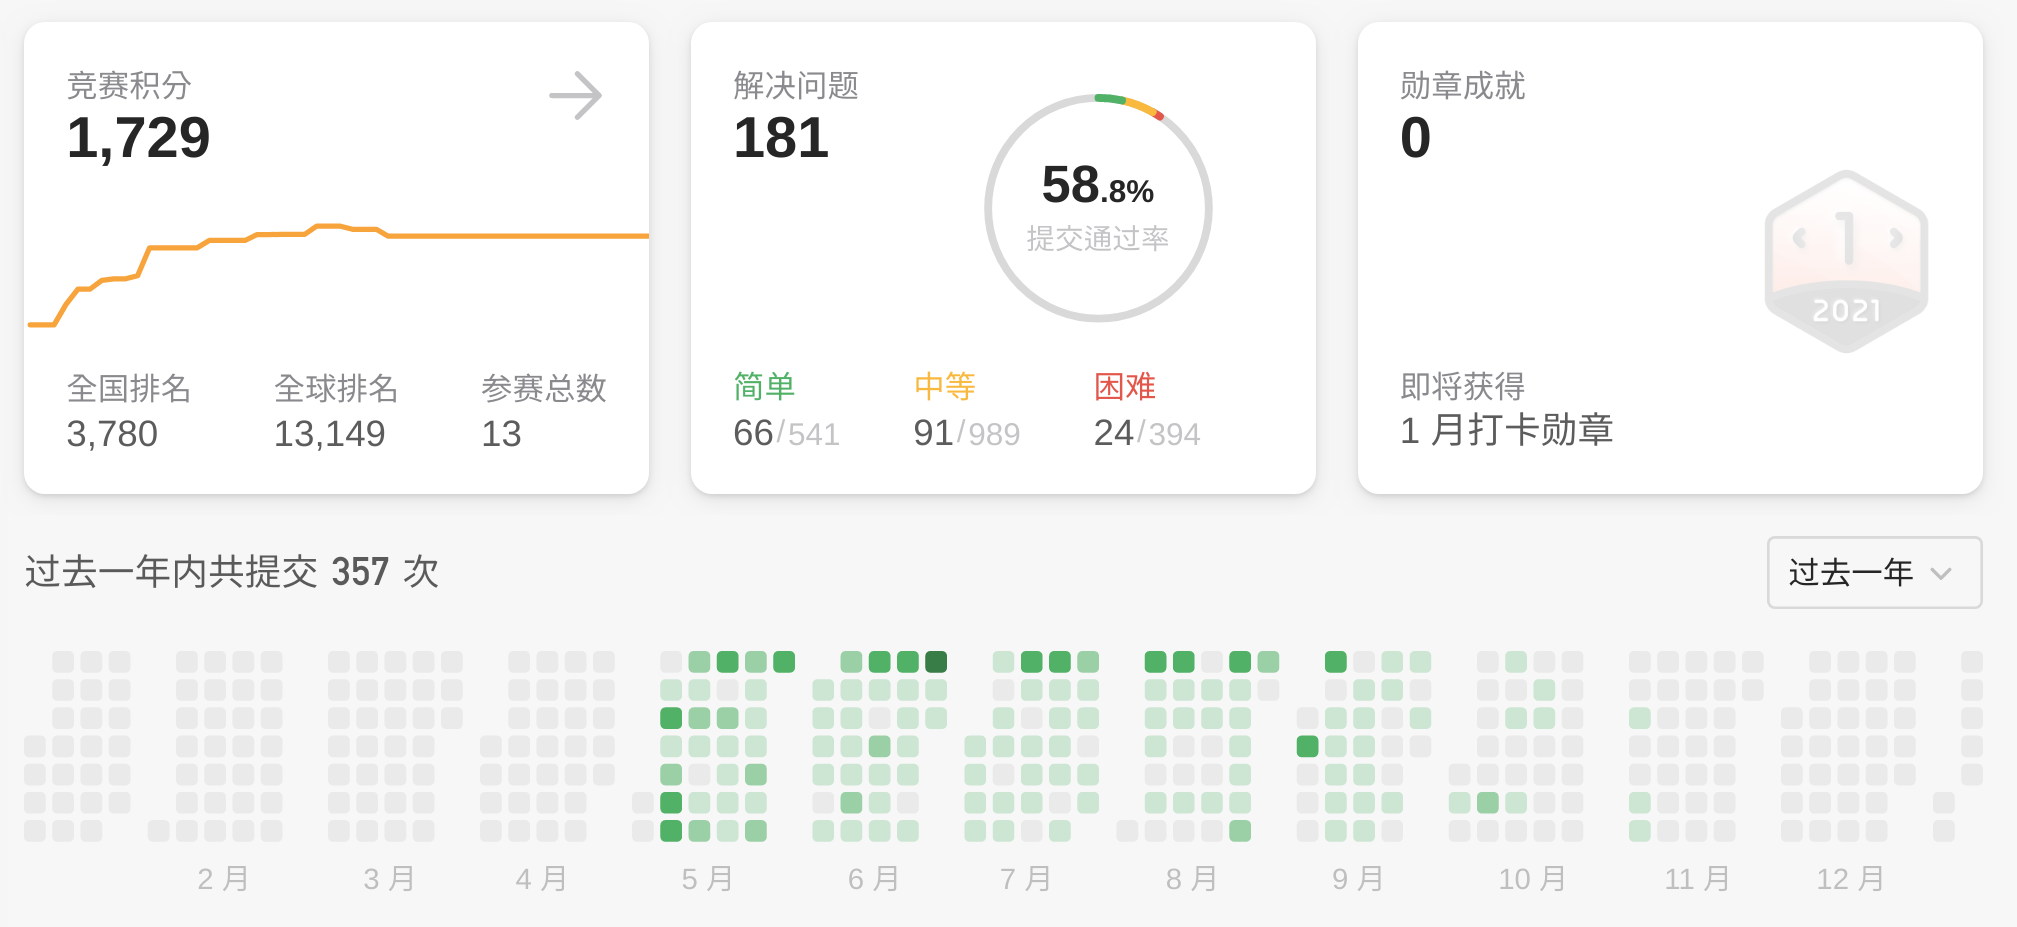 竞赛积分
1,729
全国排名
3,780
全球排名
13,149
参赛总数
13
解决问题
181
58.8%
提交通过率
简单
66/541
中等
91/989
困难
24/394
勋章成就
0
1
2021
即将获得
1 月打卡勋章
过去一年内共提交 357 次
过去一年
2 月
3 月
4 月
5 月
6 月
7 月
8 月
9 月
10 月
11 月
12 月